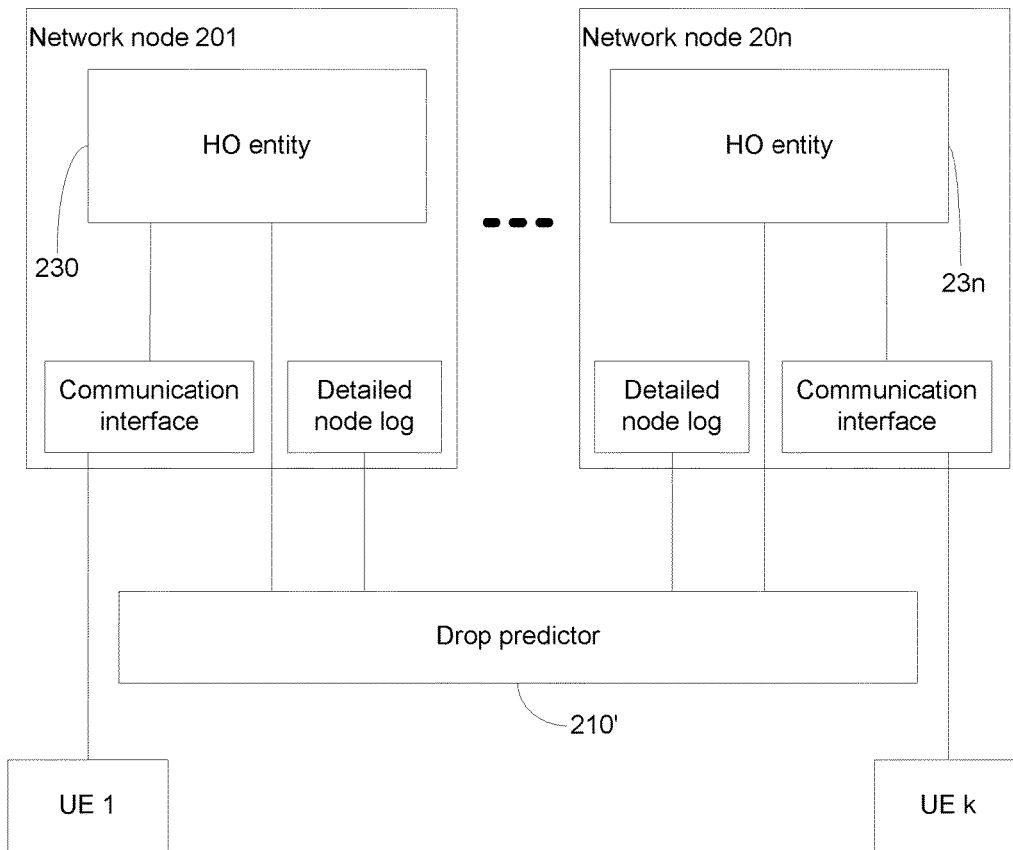 Network node 201
Network node 20n
HO entity
HO entity
230
23n
Communication
interface
Detailed
node log
Detailed
node log
Communication
interface
Drop predictor
210'
UE 1
UE k